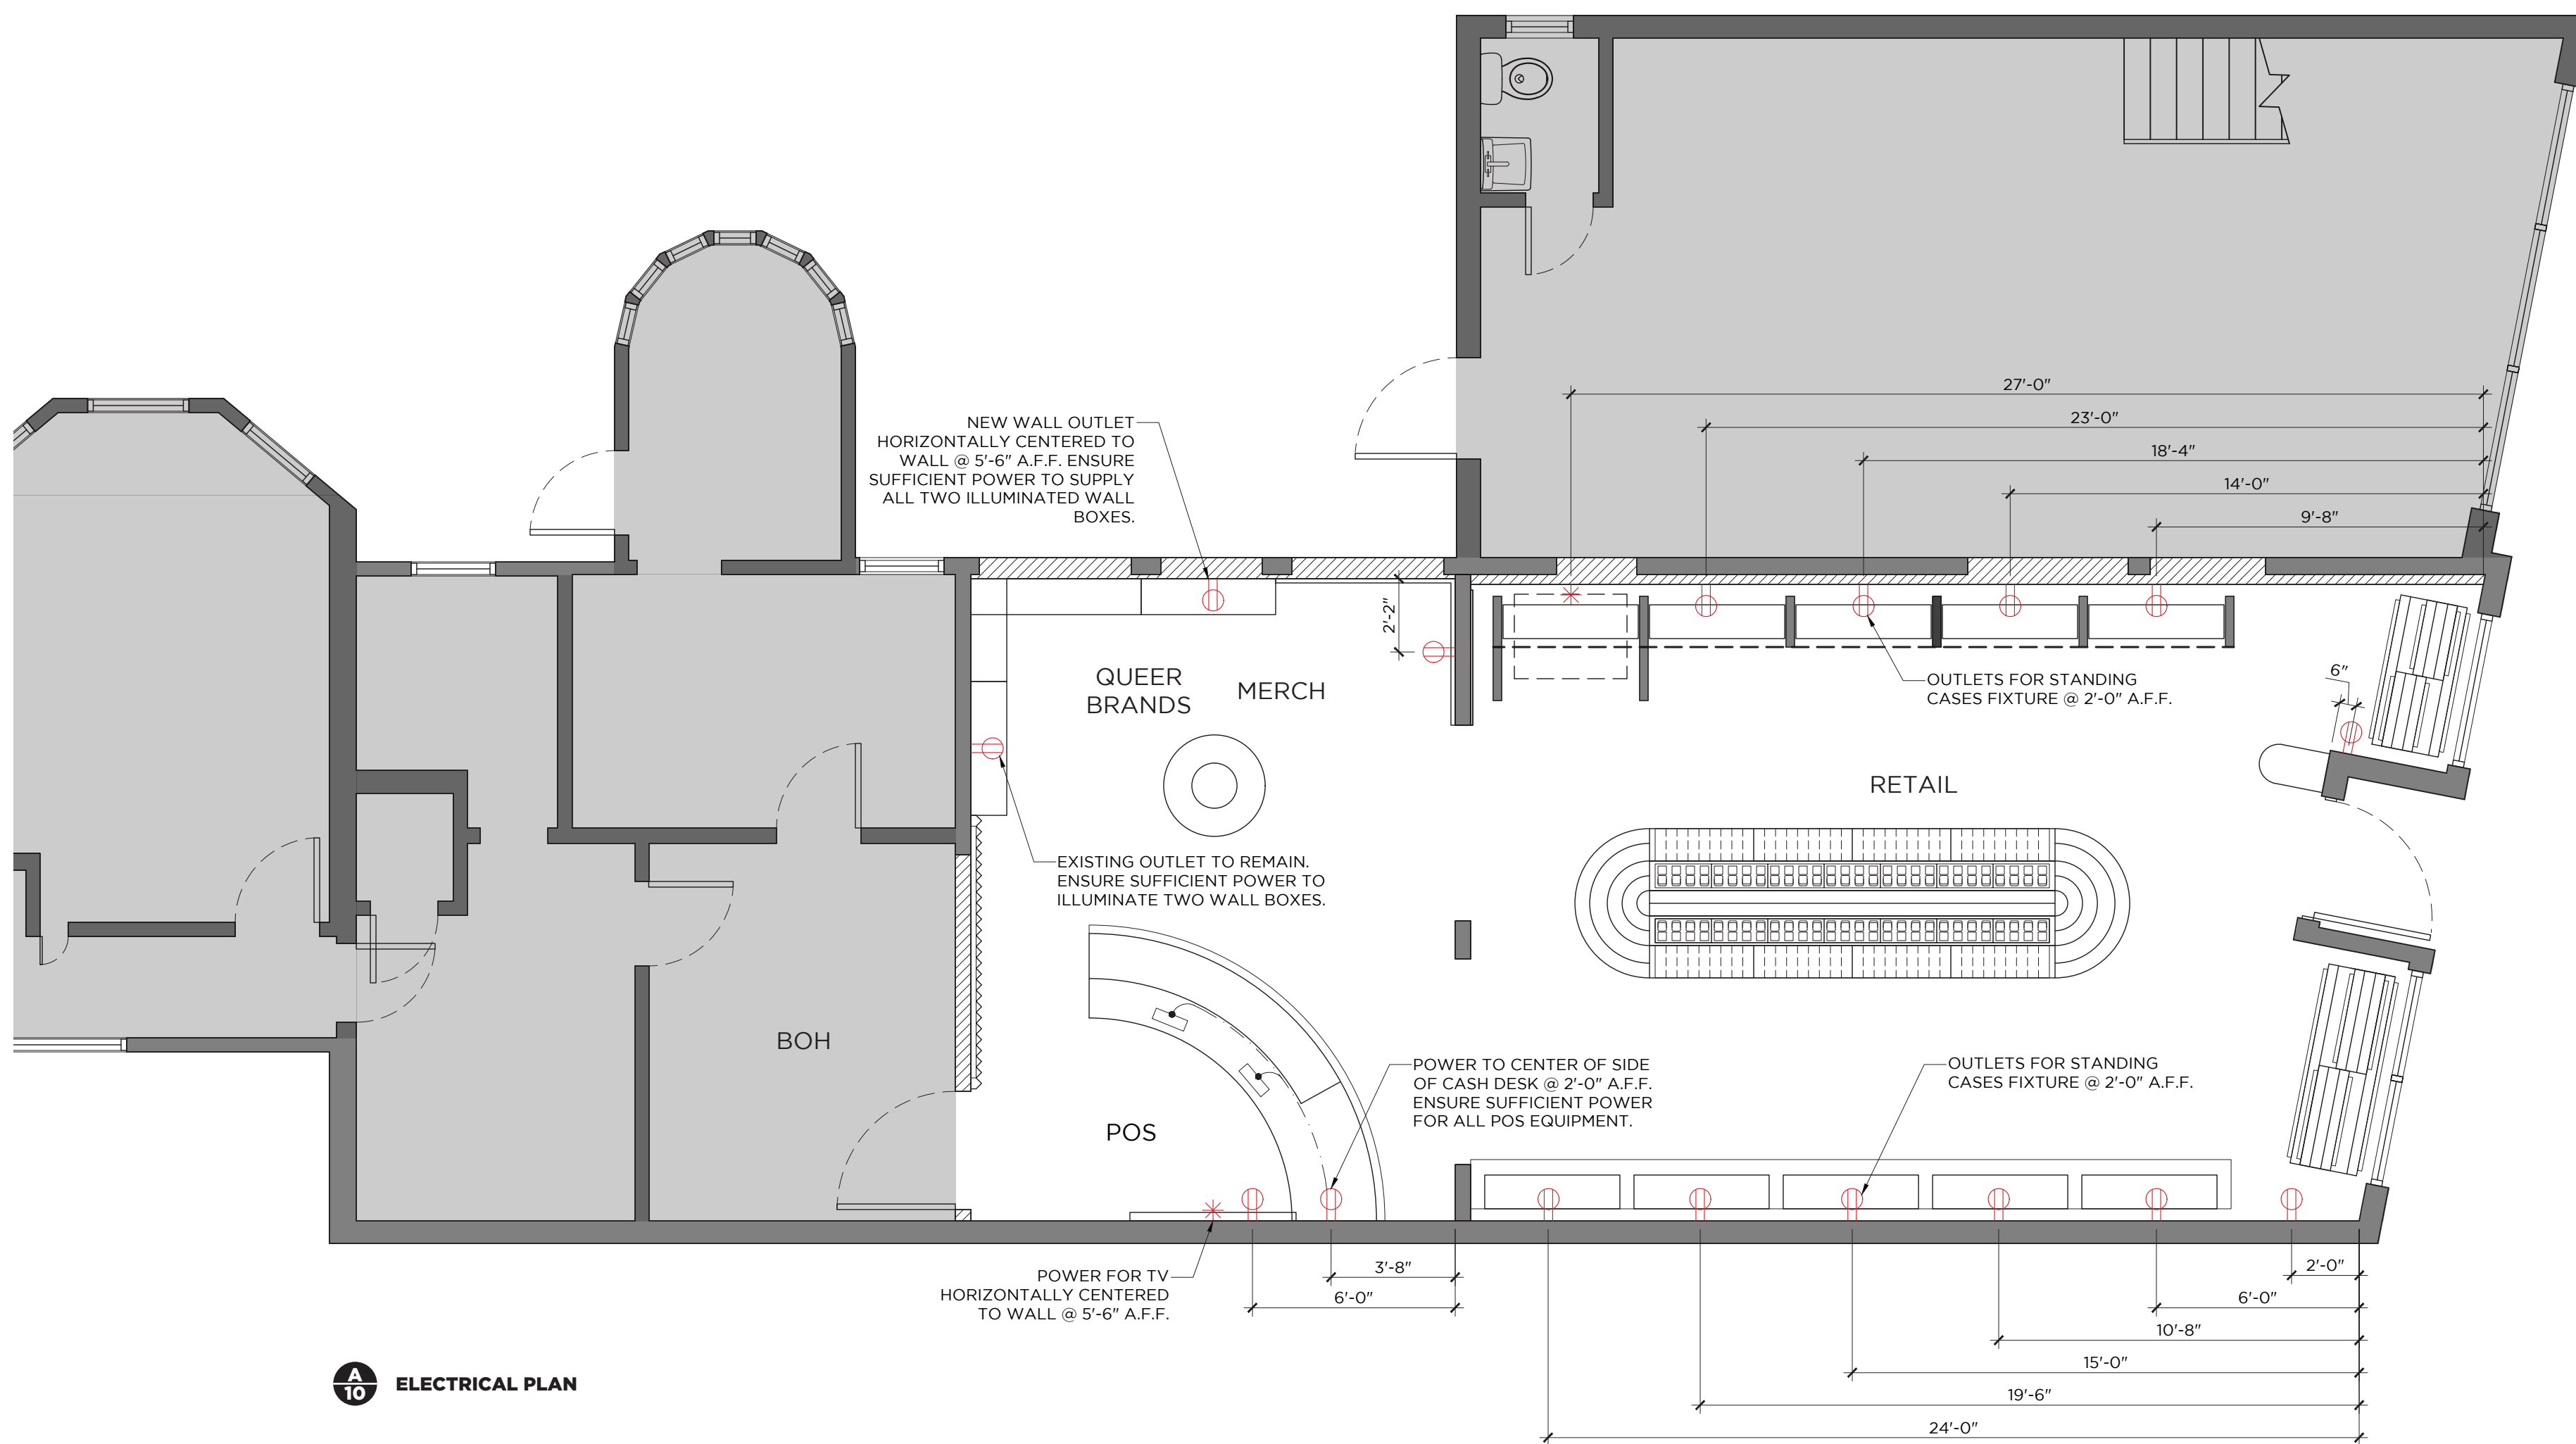 27'-0"
23'-0"
18'-4"
14'-0"
9'-8"
NEW WALL OUTLET
HORIZONTALLY CENTERED TO
WALL @ 5'-6" A.F.F. ENSURE
SUFFICIENT POWER TO SUPPLY
ALL TWO ILLUMINATED WALL
BOXES.
2'-2"
QUEER
BRANDS
MERCH
OUTLETS FOR STANDING
CASES FIXTURE @ 2'-0" A.F.F.
6"
RETAIL
EXISTING OUTLET TO REMAIN.
ENSURE SUFFICIENT POWER TO
ILLUMINATE TWO WALL BOXES.
BOH
POS
POWER TO CENTER OF SIDE
OF CASH DESK @ 2'-0" A.F.F.
ENSURE SUFFICIENT POWER
FOR ALL POS EQUIPMENT.
OUTLETS FOR STANDING
CASES FIXTURE @ 2'-0" A.F.F.
POWER FOR TV
HORIZONTALLY CENTERED
TO WALL @ 5'-6" A.F.F.
3'-8"
6'-0"
2'-0"
6'-0"
10'-8"
15'-0"
19'-6"
24'-0"
A
10
ELECTRICAL PLAN